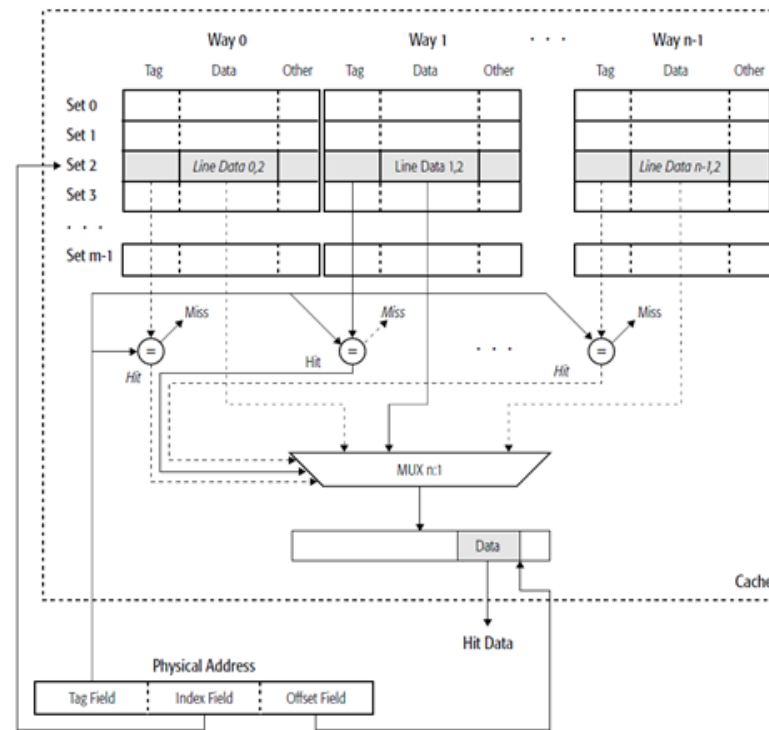 Way 0 Way 1 . . . Way n-1
Tag Data Other Tag Data Other Tag Data Other
Set 0
Set 1
Set 2 Line Data 0,2 Line Data 1,2 Line Data n-1,2
Set 3
. . .
Set m-1
Miss Miss Miss
= = . . . =
Hit Hit Hit
MUX n:1
Data
Cache
Hit Data
Physical Address
Tag Field Index Field Offset Field